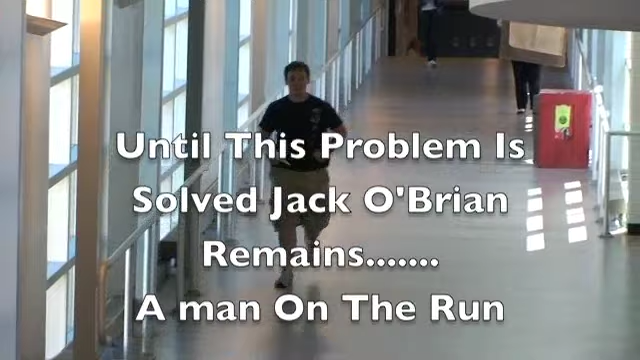 Until This Problem Is
Solved Jack O'Brian
Remains.......
A man On The Run